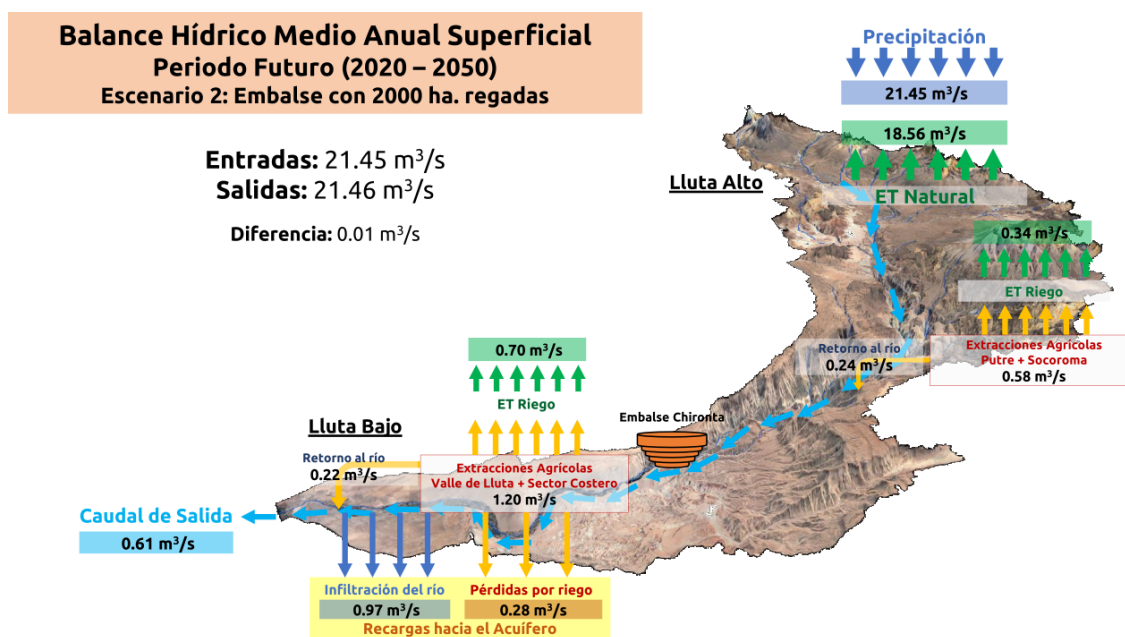 Balance Hídrico Medio Anual Superficial
Periodo Futuro (2020 – 2050)
Escenario 2: Embalse con 2000 ha. regadas
Entradas: 21.45 m³/s
Salidas: 21.46 m³/s
Diferencia: 0.01 m³/s
Precipitación
21.45 m³/s
18.56 m³/s
ET Natural
Lluta Alto
0.34 m³/s
ET Riego
Extracciones Agrícolas
Putre + Socoroma
0.58 m³/s
Retorno al río
0.24 m³/s
0.70 m³/s
ET Riego
Embalse Chironta
Lluta Bajo
Retorno al río
0.22 m³/s
Extracciones Agrícolas
Valle de Lluta + Sector Costero
1.20 m³/s
Caudal de Salida
0.61 m³/s
Infiltración del río
0.97 m³/s
Pérdidas por riego
0.28 m³/s
Recargas hacia el Acuífero